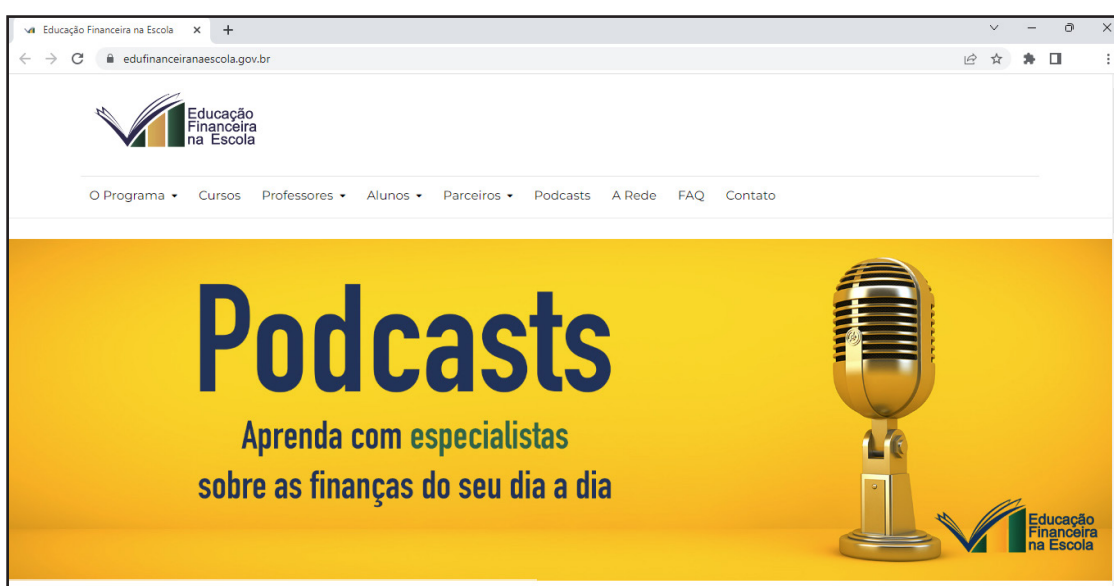 Educação Financeira na Escola
edufinanceiranaescola.gov.br
Educação
Financeira
na Escola
O Programa Cursos Professores Alunos Parceiros Podcasts A Rede FAQ Contato
Podcasts
Aprenda com especialistas
sobre as finanças do seu dia a dia
Educação
Financeira
na Escola